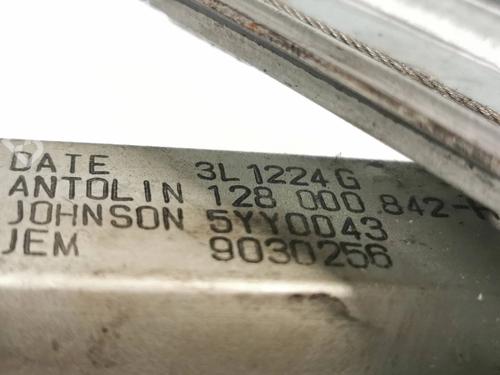 DATE 3L1224G
ANTOLIN 128 000 842-
JOHNSON 5YY0043
JEM 9030256